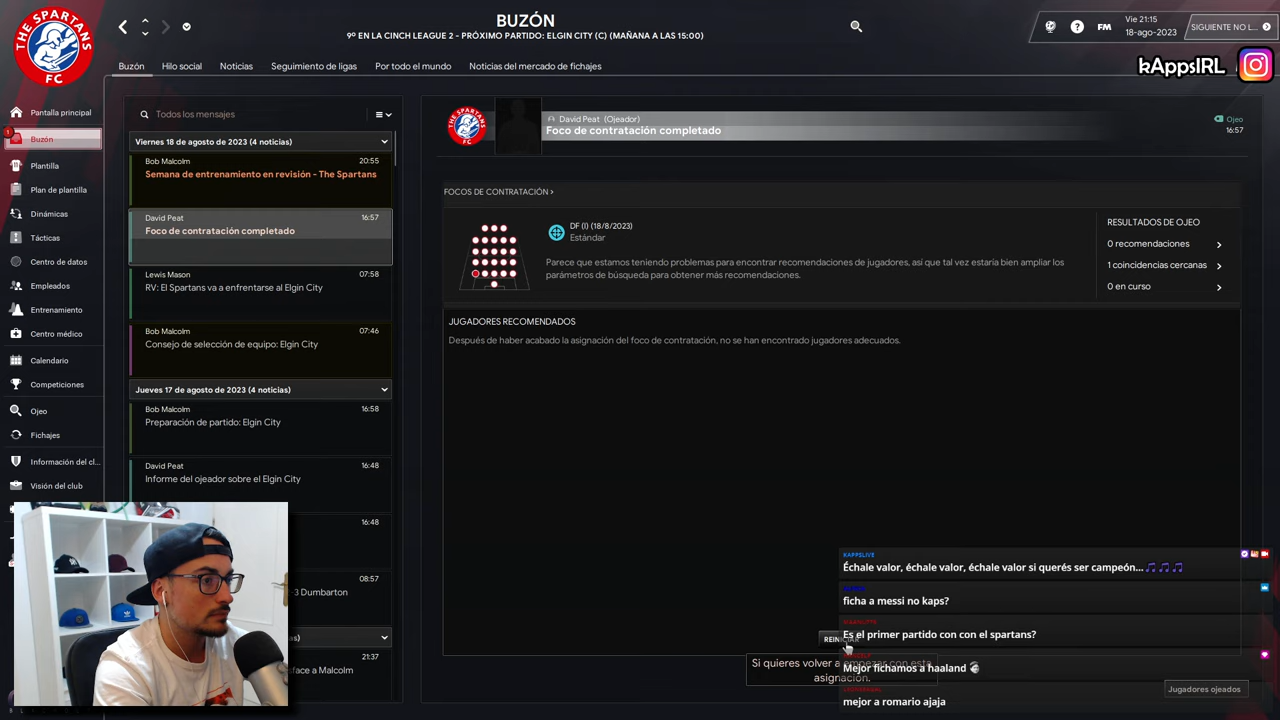 THE SPARTANS
FC
BUZÓN
9º EN LA CINCH LEAGUE 2 - PRÓXIMO PARTIDO: ELGIN CITY (C) (MAÑANA A LAS 15:00)
FM
Vie 21:15
18-ago-2023
SIGUIENTE NO L...
kAppsIRL
Buzón
Hilo social
Noticias
Seguimiento de ligas
Por todo el mundo
Noticias del mercado de fichajes
Pantalla principal
1
Buzón
Plantilla
Plan de plantilla
Dinámicas
Tácticas
Centro de datos
Empleados
Entrenamiento
Centro médico
Calendario
Competiciones
Ojeo
Fichajes
Información del cl...
Visión del club
Todos los mensajes
Viernes 18 de agosto de 2023 (4 noticias)
Bob Malcolm
20:55
Semana de entrenamiento en revisión - The Spartans
David Peat
16:57
Foco de contratación completado
Lewis Mason
07:58
RV: El Spartans va a enfrentarse al Elgin City
Bob Malcolm
07:46
Consejo de selección de equipo: Elgin City
Jueves 17 de agosto de 2023 (4 noticias)
Bob Malcolm
16:58
Preparación de partido: Elgin City
David Peat
16:48
Informe del ojeador sobre el Elgin City
16:48
08:57
-3 Dumbarton
as)
21:37
face a Malcolm
David Peat (Ojeador)
Foco de contratación completado
Ojeo
16:57
FOCOS DE CONTRATACIÓN >
DF (I) (18/8/2023)
Estándar
Parece que estamos teniendo problemas para encontrar recomendaciones de jugadores, así que tal vez estaría bien ampliar los
parámetros de búsqueda para obtener más recomendaciones.
RESULTADOS DE OJEO
0 recomendaciones
1 coincidencias cercanas
0 en curso
JUGADORES RECOMENDADOS
Después de haber acabado la asignación del foco de contratación, no se han encontrado jugadores adecuados.
KAPPSLIVE
Échale valor, échale valor, échale valor si querés ser campeón...
ficha a messi no kaps?
Es el primer partido con con el spartans?
REINICIAR
Si quieres volver a empezar con esta
asignación.
Mejor fichamos a haaland
mejor a romario ajaja
Jugadores ojeados